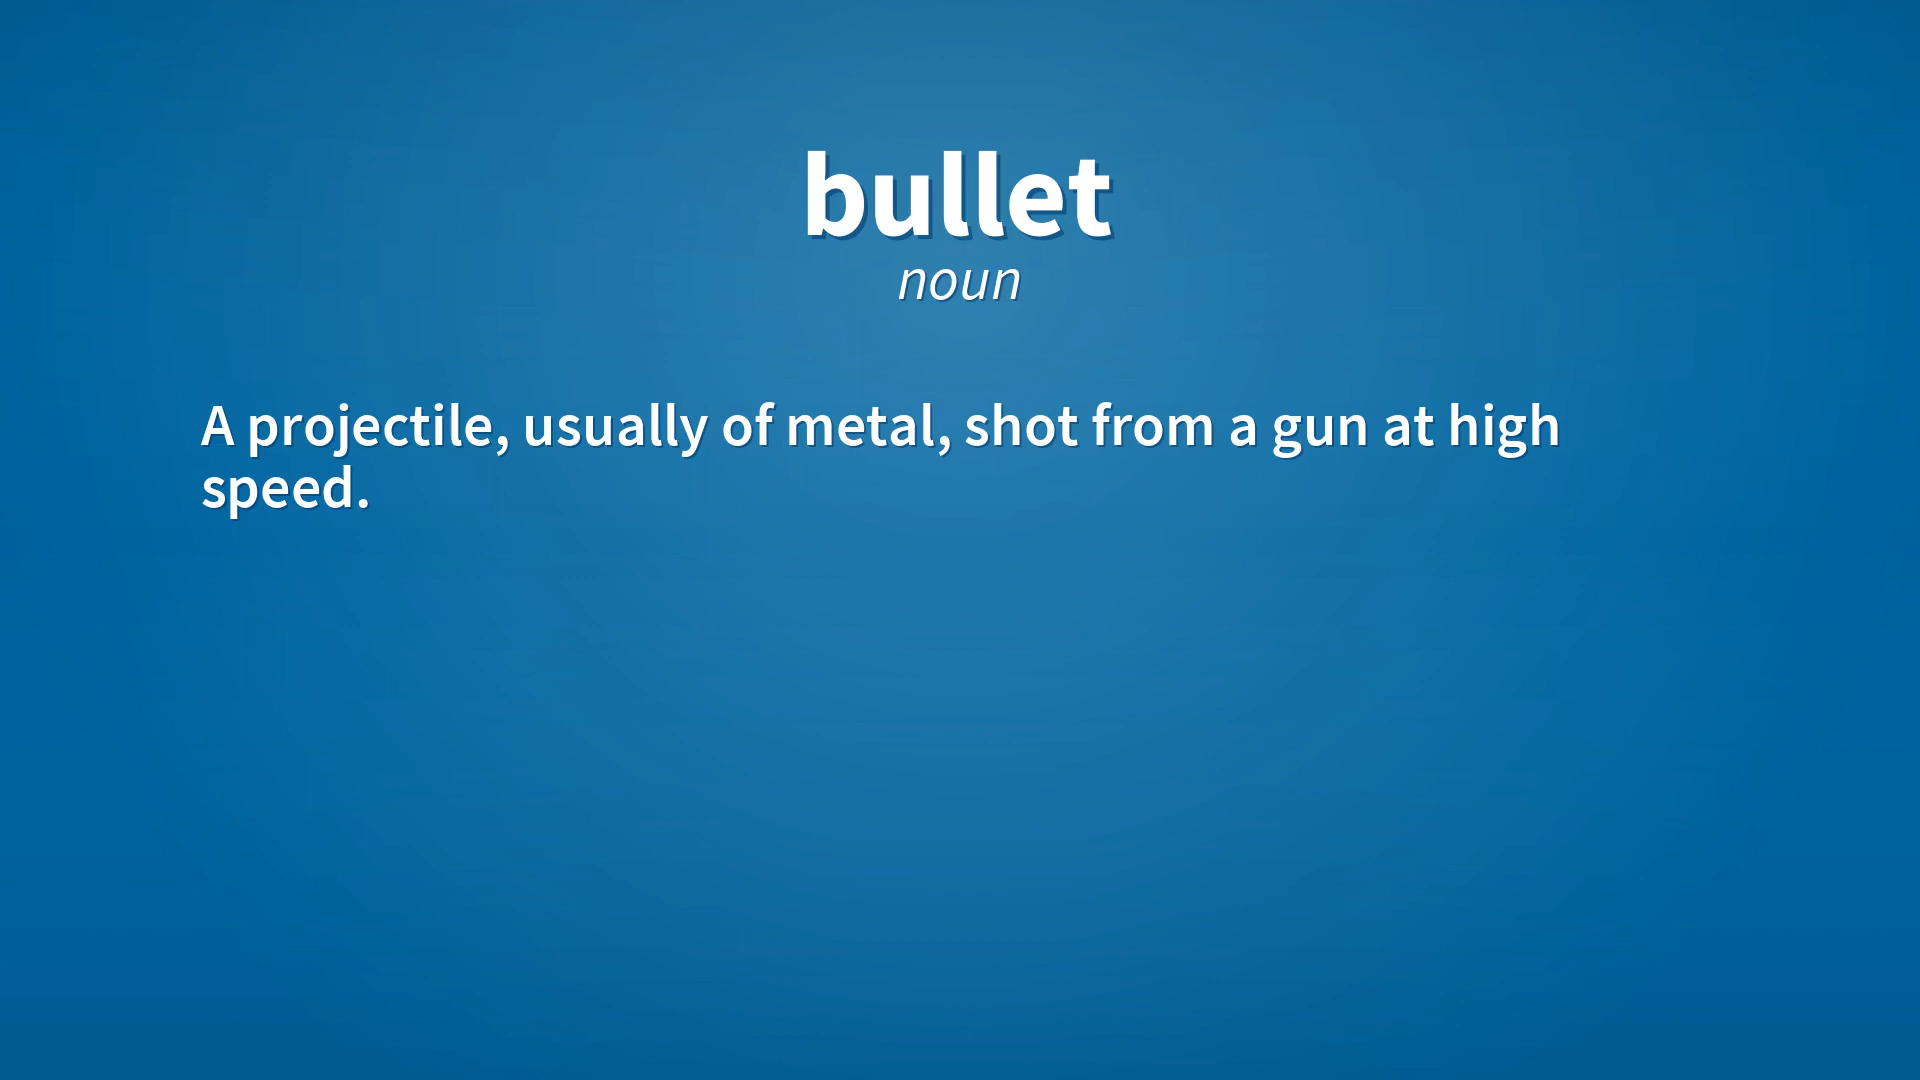 bullet
noun
A projectile, usually of metal, shot from a gun at high
speed.